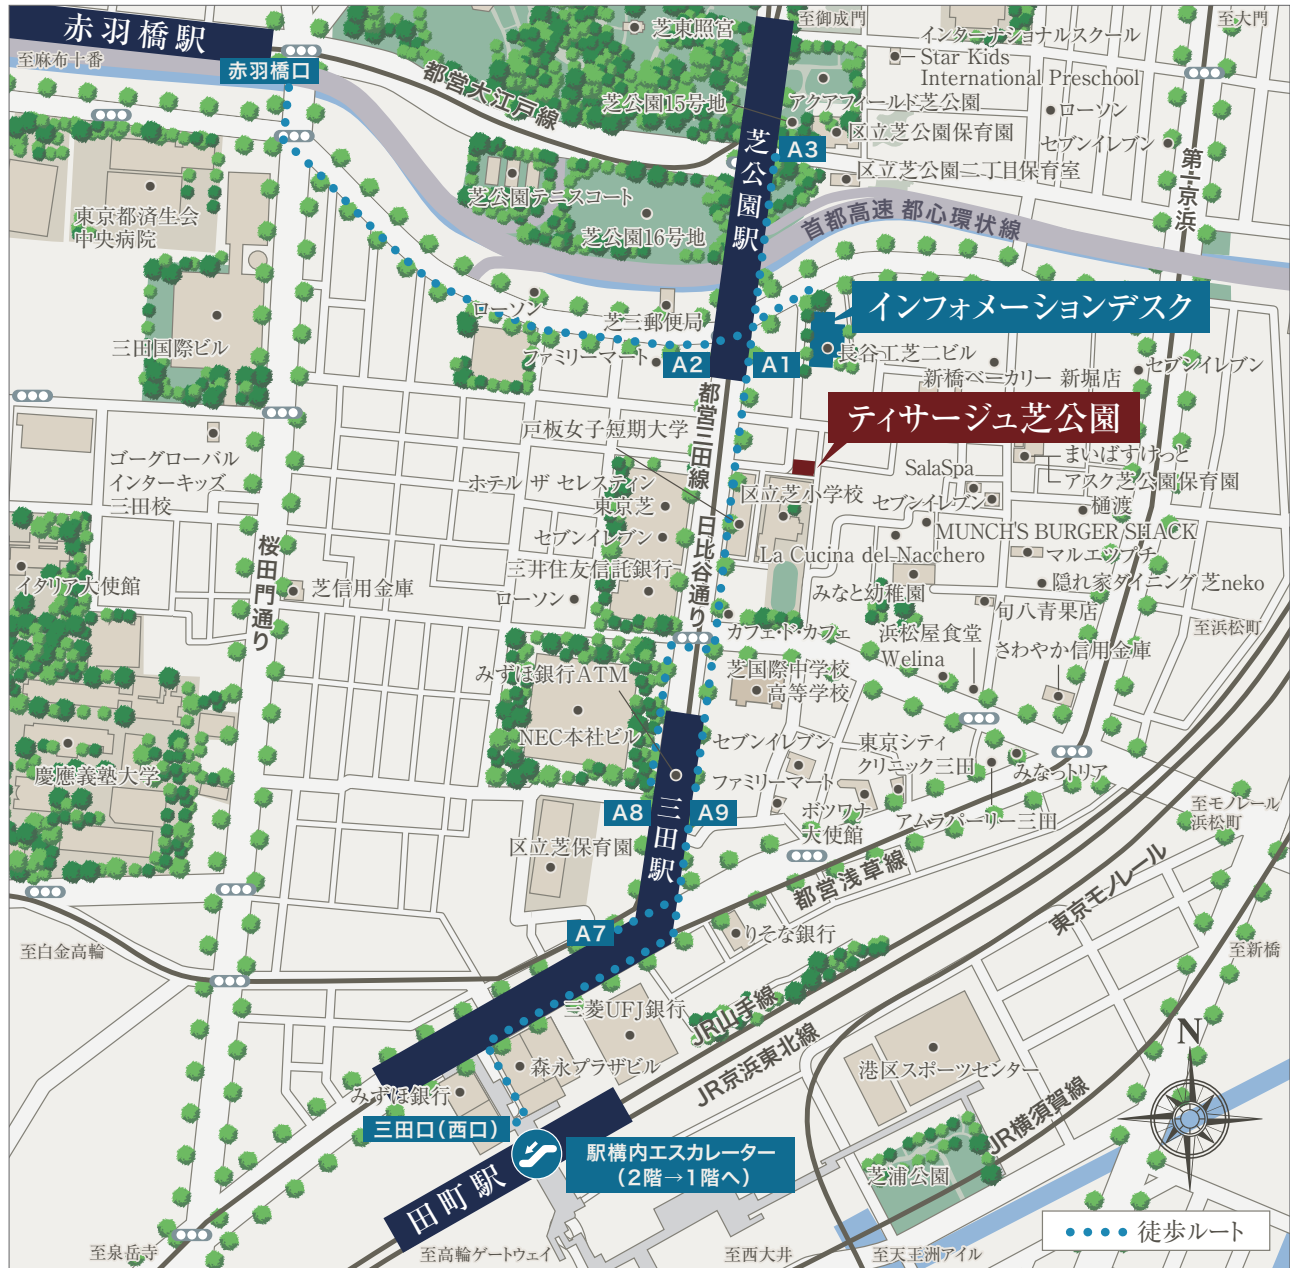 赤羽橋駅
至麻布十番
赤羽橋口
都営大江戸線
芝東照宮
至御成門
インターナショナルスクール
Star Kids
International Preschool
至大門
芝公園15号地
アクアフィールド芝公園
区立芝公園保育園
ローソン
セブンイレブン
第一京浜
芝公園駅
A3
区立芝公園二丁目保育室
芝公園テニスコート
芝公園16号地
首都高速 都心環状線
東京都済生会
中央病院
三田国際ビル
ローソン
芝三郵便局
ファミリーマート
A2
A1
インフォメーションデスク
長谷工芝二ビル
新橋ベーカリー 新堀店
セブンイレブン
ティサージュ芝公園
都営三田線
戸板女子短期大学
ゴーグローバル
インターキッズ
三田校
ホテル ザ セレスティン
東京芝
セブンイレブン
三井住友信託銀行
ローソン
日比谷通り
区立芝小学校
SalaSpa
セブンイレブン
まいばすけっと
アスク芝公園保育園
樋渡
MUNCH'S BURGER SHACK
La Cucina del Nacchero
マルエツプチ
みなと幼稚園
隠れ家ダイニング 芝neko
旬八青果店
イタリア大使館
桜田門通り
芝信用金庫
カフェ・ド・カフェ
浜松屋食堂
Welina
さわやか信用金庫
至浜松町
みずほ銀行ATM
芝国際中学校
高等学校
NEC本社ビル
セブンイレブン
東京シティ
クリニック三田
みなっトリア
ファミリーマート
慶應義塾大学
A8
三田駅
A9
ボツワナ
大使館
アムラパーリー三田
至モノレール
浜松町
区立芝保育園
都営浅草線
東京モノレール
A7
りそな銀行
至白金高輪
至新橋
三菱UFJ銀行
JR山手線
JR京浜東北線
森永プラザビル
港区スポーツセンター
N
みずほ銀行
三田口(西口)
駅構内エスカレーター
(2階→1階へ)
JR横須賀線
芝浦公園
田町駅
至泉岳寺
至高輪ゲートウェイ
至西大井
至天王洲アイル
徒歩ルート